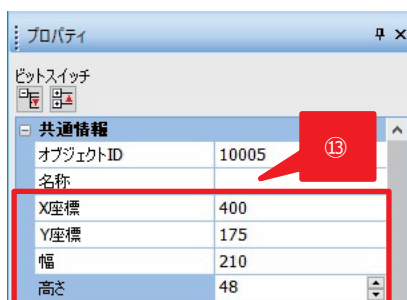 プロパティ
ビットスイッチ
共通情報
オブジェクトID 10005
名称
⑬
X座標 400
Y座標 175
幅 210
高さ 48